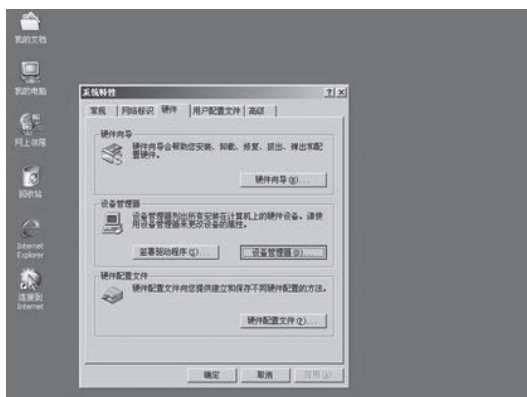 我的文档
我的电脑
网上邻居
回收站
Internet
Explorer
连接到
Internet
系统特性
常规
网络标识
硬件
用户配置文件
高级
硬件向导
硬件向导会帮助您安装、卸载、修复、拔出、弹出和配
置硬件。
硬件向导(W)...
设备管理器
设备管理器列出所有安装在计算机上的硬件设备。请使
用设备管理器来更改设备的属性。
签署驱动程序(S)...
设备管理器(D)...
硬件配置文件
硬件配置文件向您提供建立和保存不同硬件配置的方法。
硬件配置文件(P)...
确定
取消
应用(A)